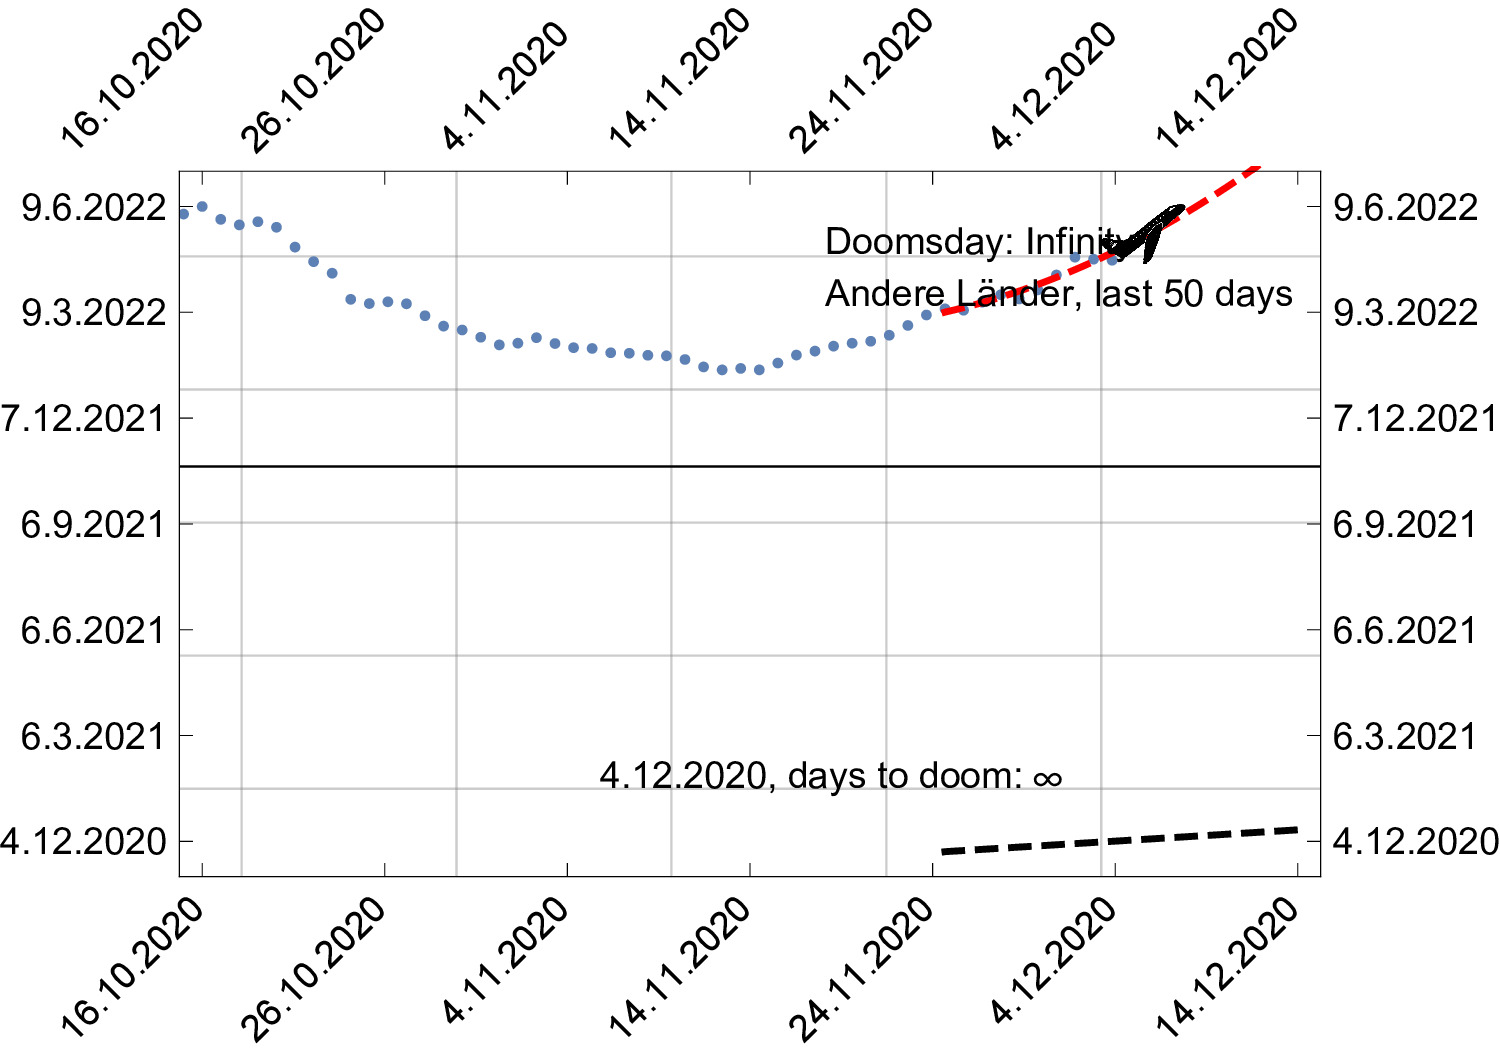 16.10.2020 26.10.2020 4.11.2020 14.11.2020 24.11.2020 4.12.2020 14.12.2020
9.6.2022 9.6.2022
Doomsday: Infinity
Andere Länder, last 50 days
9.3.2022 9.3.2022
7.12.2021 7.12.2021
6.9.2021 6.9.2021
6.6.2021 6.6.2021
6.3.2021 6.3.2021
4.12.2020, days to doom: ∞
4.12.2020 4.12.2020
16.10.2020 26.10.2020 4.11.2020 14.11.2020 24.11.2020 4.12.2020 14.12.2020